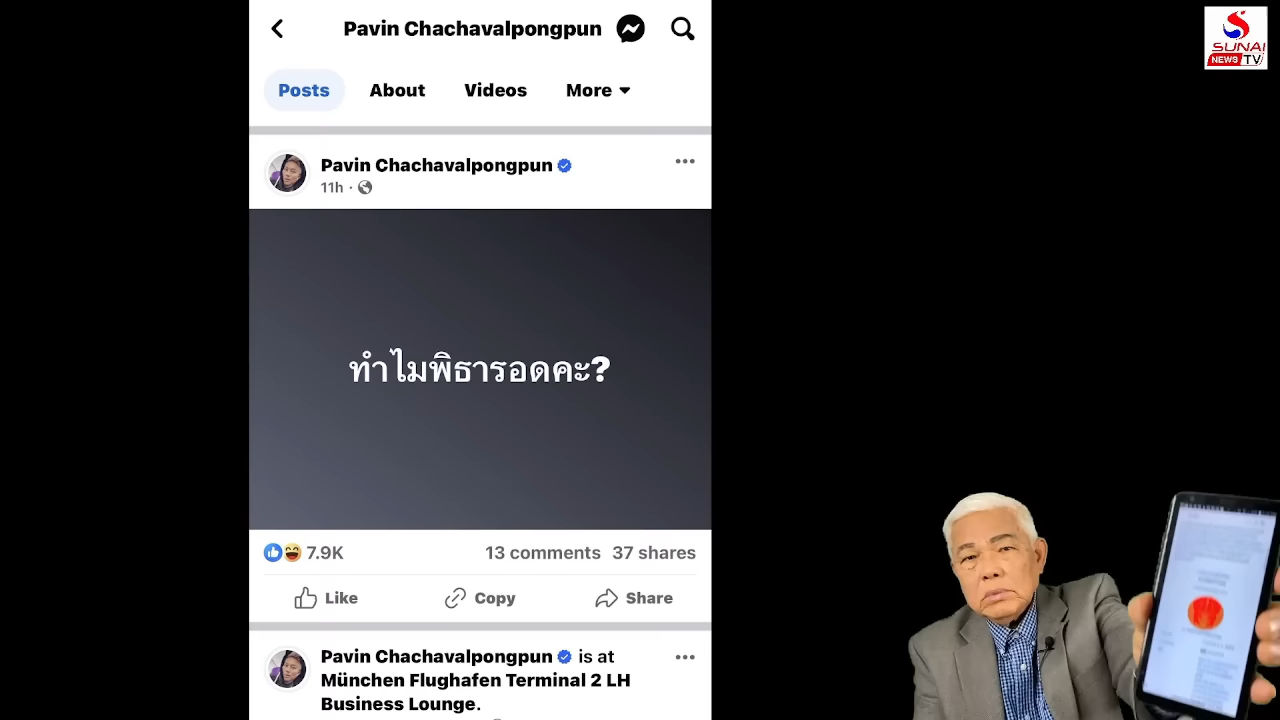 Pavin Chachavalpongpun
SUNAI
NEWS TV
Posts About Videos More
Pavin Chachavalpongpun
11h ·
ทำไมพิธารอดคะ?
7.9K 13 comments 37 shares
Like Copy Share
Pavin Chachavalpongpun is at
München Flughafen Terminal 2 LH
Business Lounge.